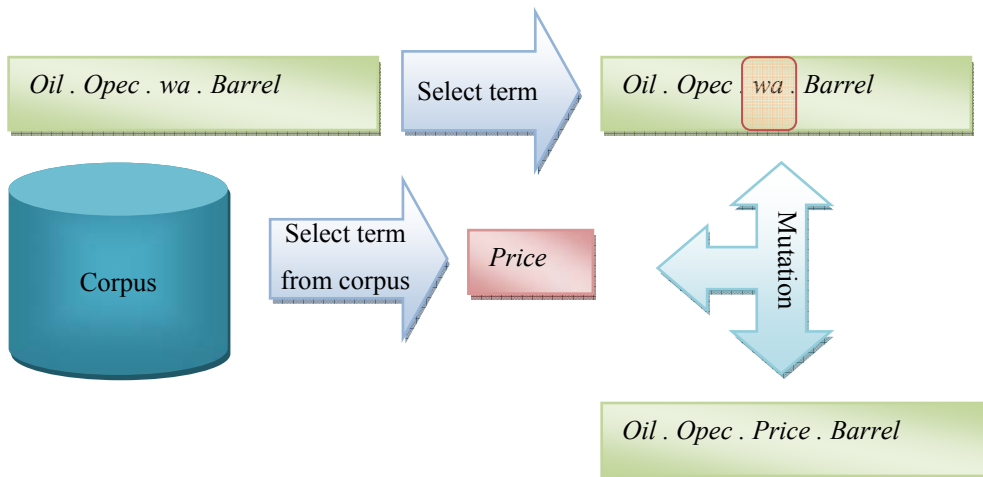 Oil . Opec . wa . Barrel
Select term
Oil . Opec . wa . Barrel
Corpus
Select term
from corpus
Price
Mutation
Oil . Opec . Price . Barrel